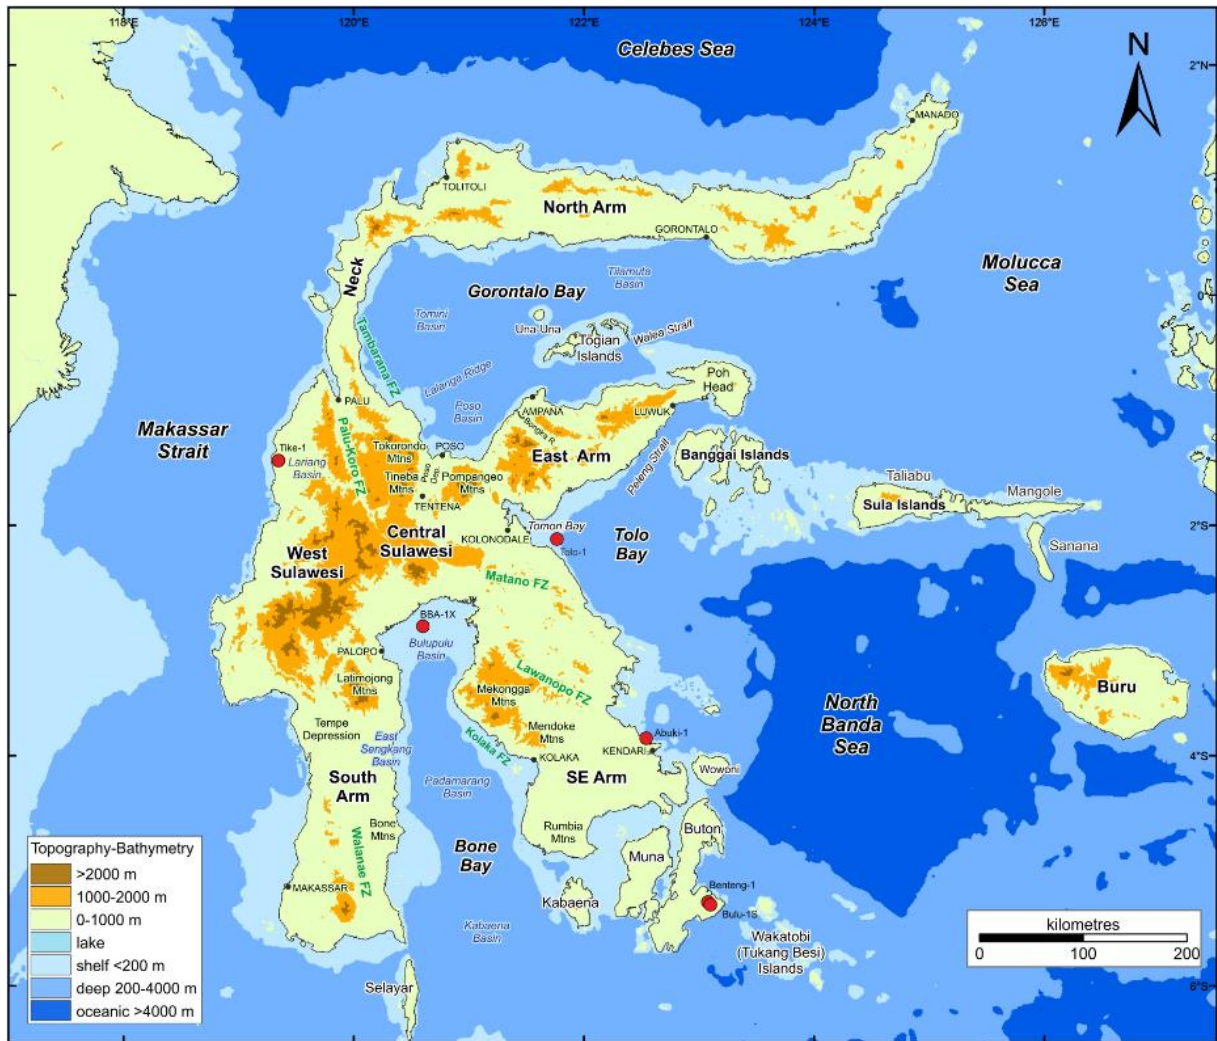 118°E
120°E
122°E
124°E
126°E
Celebes Sea
N
2°N
MANADO
TOLITOLI
North Arm
GORONTALO
Neck
Molucca
Sea
Tilamuta
Basin
Gorontalo Bay
0°
Tomini
Basin
Una-Una
Togian
Islands
Walea Strait
Tambarana FZ
Lalanga Ridge
Poh
Head
PALU
Poso
Basin
AMPANA
LUWUK
Bongka R.
Makassar
Strait
Palu-Koro FZ
Tike-1
Lariang
Basin
Tokorondo
Mtns
POSO
East Arm
Peleng Strait
Banggai Islands
Poso
Dep.
Tineba
Mtns
Pompangeo
Mtns
TENTENA
Taliabu
Mangole
Sula Islands
2°S
Central
Sulawesi
KOLONODALE
Tomori Bay
Tolo-1
Tolo
Bay
Sanana
West
Sulawesi
Matano FZ
BBA-1X
Bulupulu
Basin
PALOPO
Latimojong
Mtns
Lawanopo FZ
Mekongga
Mtns
North
Banda
Sea
Buru
Tempe
Depression
East
Sengkang
Basin
Mendoke
Mtns
Abuki-1
Kolaka FZ
KOLAKA
KENDARI
4°S
South
Arm
Padamarang
Basin
SE Arm
Wowoni
Bone
Mtns
Rumbia
Mtns
Buton
Walanae FZ
Bone
Bay
Muna
MAKASSAR
Benteng-1
Bulu-1S
Kabaena
Kabaena
Basin
Wakatobi
(Tukang Besi)
Islands
Selayar
6°S
Topography-Bathymetry
>2000 m
1000-2000 m
0-1000 m
lake
shelf <200 m
deep 200-4000 m
oceanic >4000 m
kilometres
0 100 200